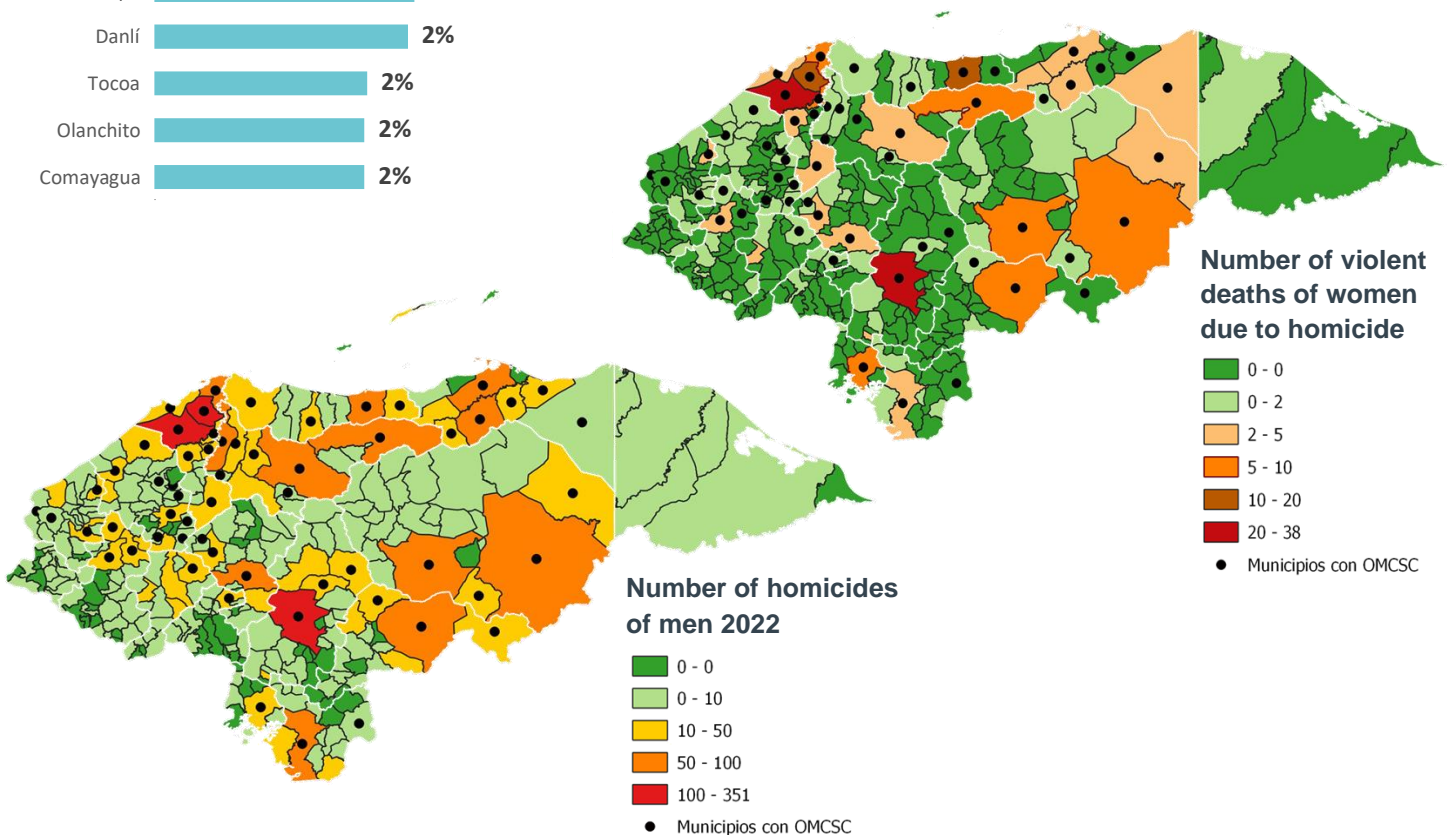 Danlí 2%
Tocoa 2%
Olanchito 2%
Comayagua 2%
Number of violent
deaths of women
due to homicide
0 - 0
0 - 2
2 - 5
5 - 10
10 - 20
20 - 38
Municipios con OMCSC
Number of homicides
of men 2022
0 - 0
0 - 10
10 - 50
50 - 100
100 - 351
Municipios con OMCSC